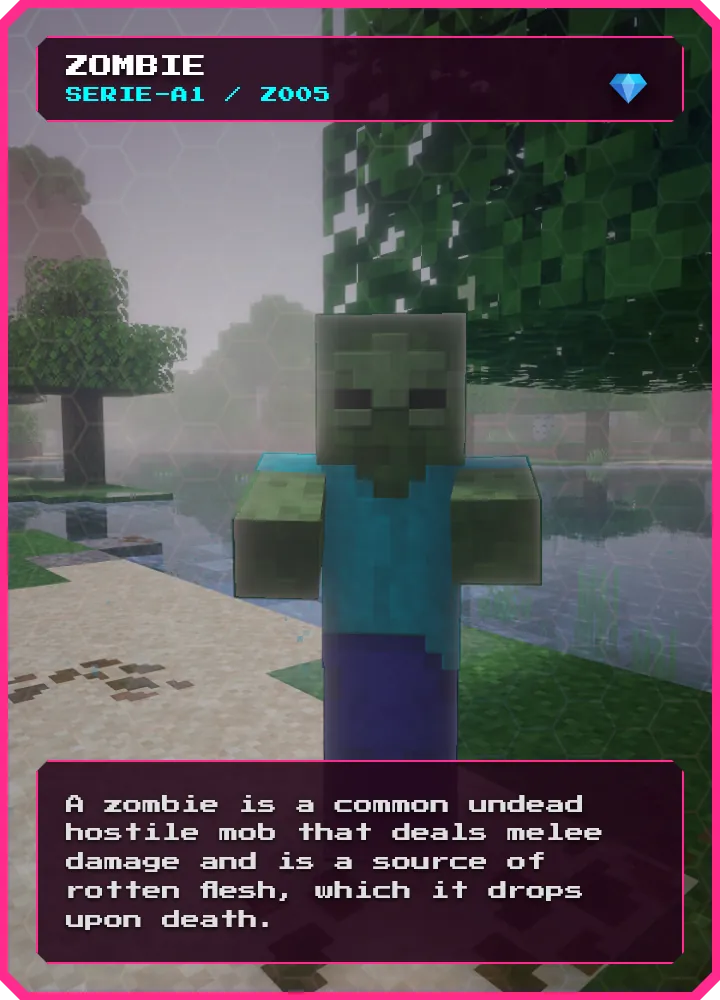 ZOMBIE
SERIE-A1 / Z005
A zombie is a common undead
hostile mob that deals melee
damage and is a source of
rotten flesh, which it drops
upon death.